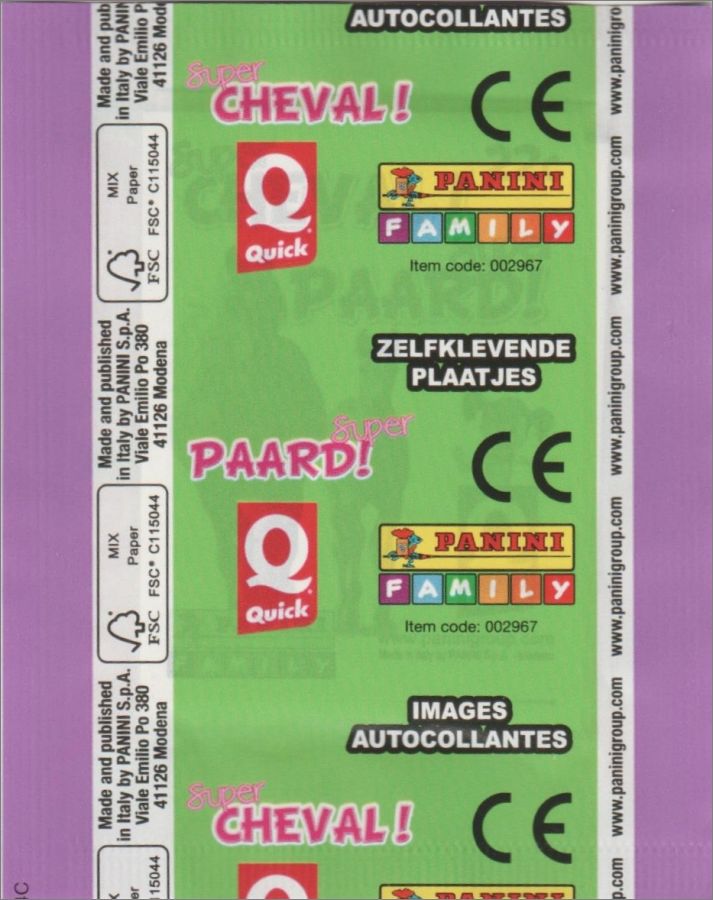 AUTOCOLLANTES
Super
CHEVAL!
CE
Q
Quick®
PANINI
FAMILY
Item code: 002967
ZELFKLEVENDE
PLAATJES
Super
PAARD!
CE
Q
Quick®
PANINI
FAMILY
Item code: 002967
IMAGES
AUTOCOLLANTES
Super
CHEVAL!
CE
Q
PANINI
Made and pub
in Italy by PANIN
Viale Emilio P
41126 Mod
MIX
Paper
FSC® C115044
FSC
Made and published
in Italy by PANINI S.p.A.
Viale Emilio Po 380
41126 Modena
MIX
Paper
FSC® C115044
FSC
Made and published
in Italy by PANINI S.p.A.
Viale Emilio Po 380
41126 Modena
15044
www.paninigroup.com
www.paninigroup.com
www.paninigroup.com
www.paninigroup.com
www.paninigroup.com